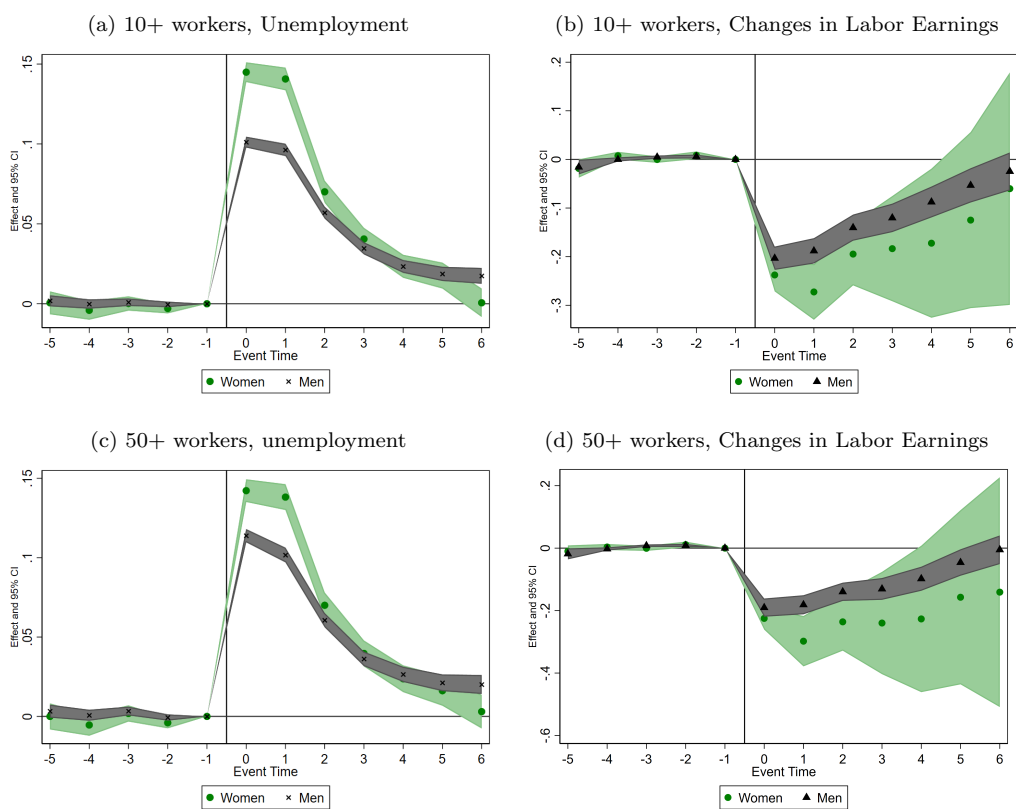 (a) 10+ workers, Unemployment
(b) 10+ workers, Changes in Labor Earnings
Effect and 95% CI
.15
.1
.05
0
-5 -4 -3 -2 -1 0 1 2 3 4 5 6
Event Time
Women Men
Effect and 95% CI
.2
.1
0
-.1
-.2
-.3
-5 -4 -3 -2 -1 0 1 2 3 4 5 6
Event Time
Women Men
(c) 50+ workers, unemployment
(d) 50+ workers, Changes in Labor Earnings
Effect and 95% CI
.15
.1
.05
0
-5 -4 -3 -2 -1 0 1 2 3 4 5 6
Event Time
Women Men
Effect and 95% CI
.2
0
-.2
-.4
-.6
-5 -4 -3 -2 -1 0 1 2 3 4 5 6
Event Time
Women Men